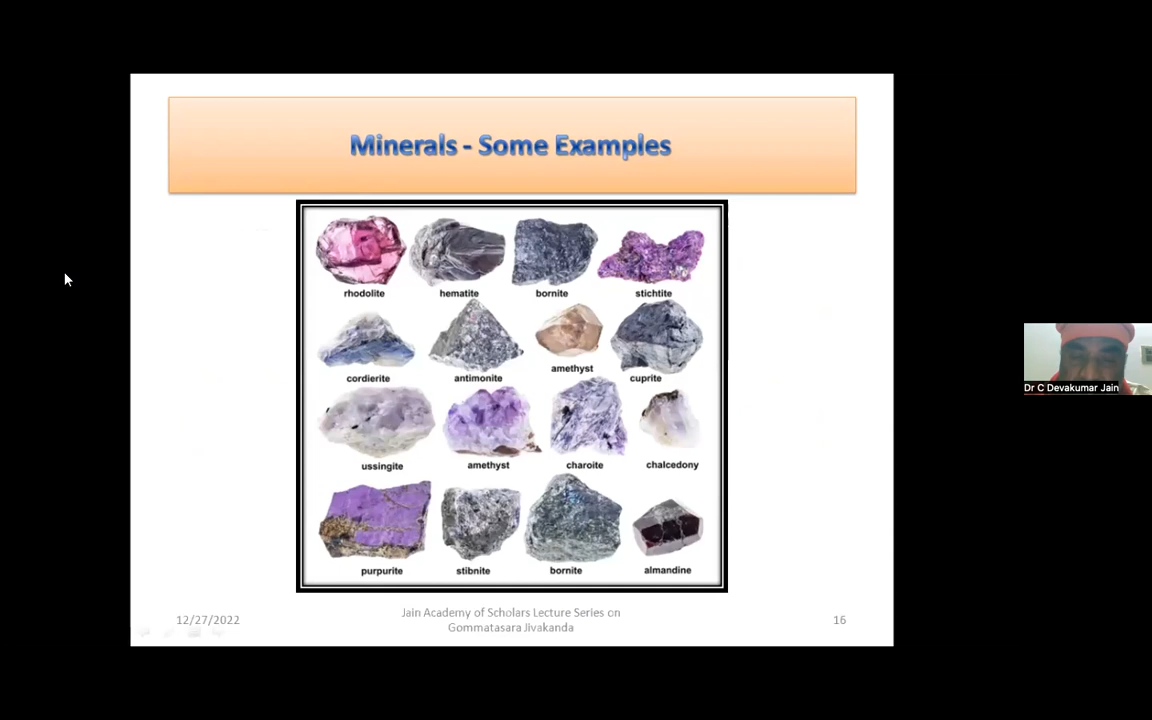 Minerals - Some Examples
rhodolite
hematite
bornite
stichtite
cordierite
antimonite
amethyst
cuprite
ussingite
amethyst
charoite
chalcedony
purpurite
stibnite
bornite
almandine
12/27/2022
Jain Academy of Scholars Lecture Series on
Gommatasara Jivakanda
16
Dr C Devakumar Jain